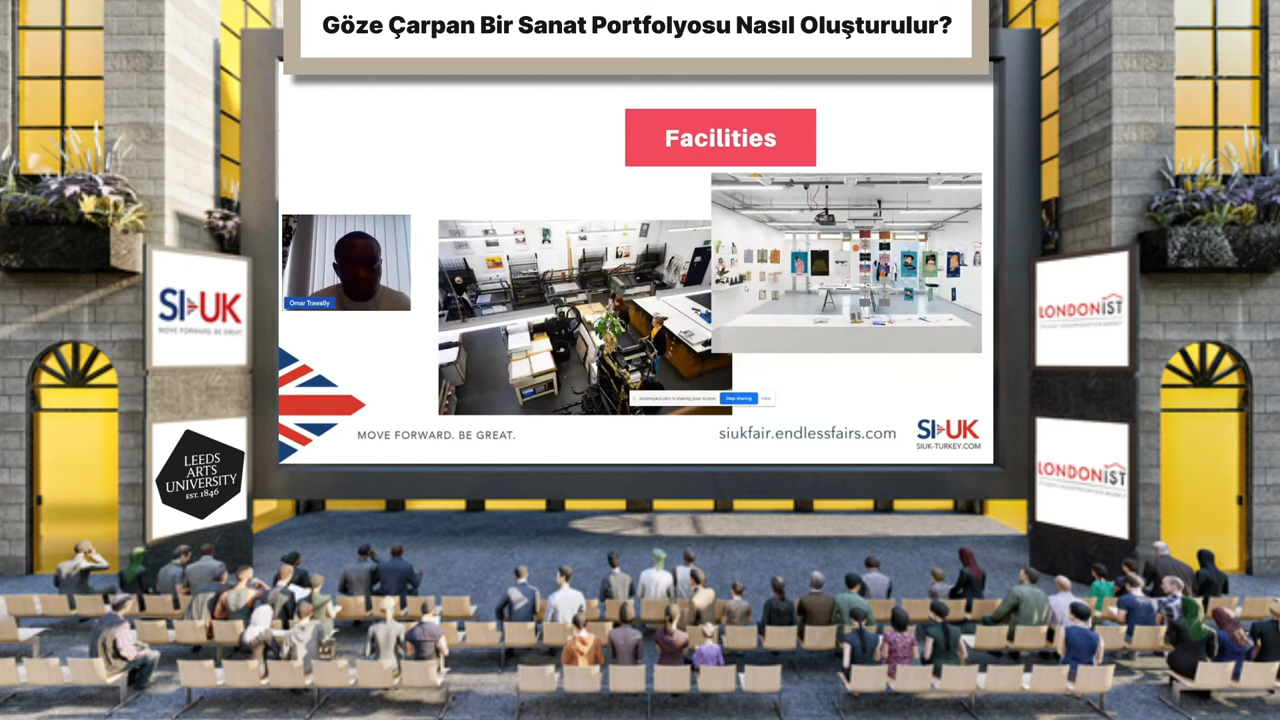 Göze Çarpan Bir Sanat Portfolyosu Nasıl Oluşturulur?
Facilities
Omar Trawally
Stop sharing
Hide
MOVE FORWARD. BE GREAT.
siukfair.endlessfairs.com
SI-UK
SIUK-TURKEY.COM
SI-UK
MOVE FORWARD. BE GREAT.
LEEDS
ARTS
UNIVERSITY
EST. 1846
LONDONIST
LONDONIST